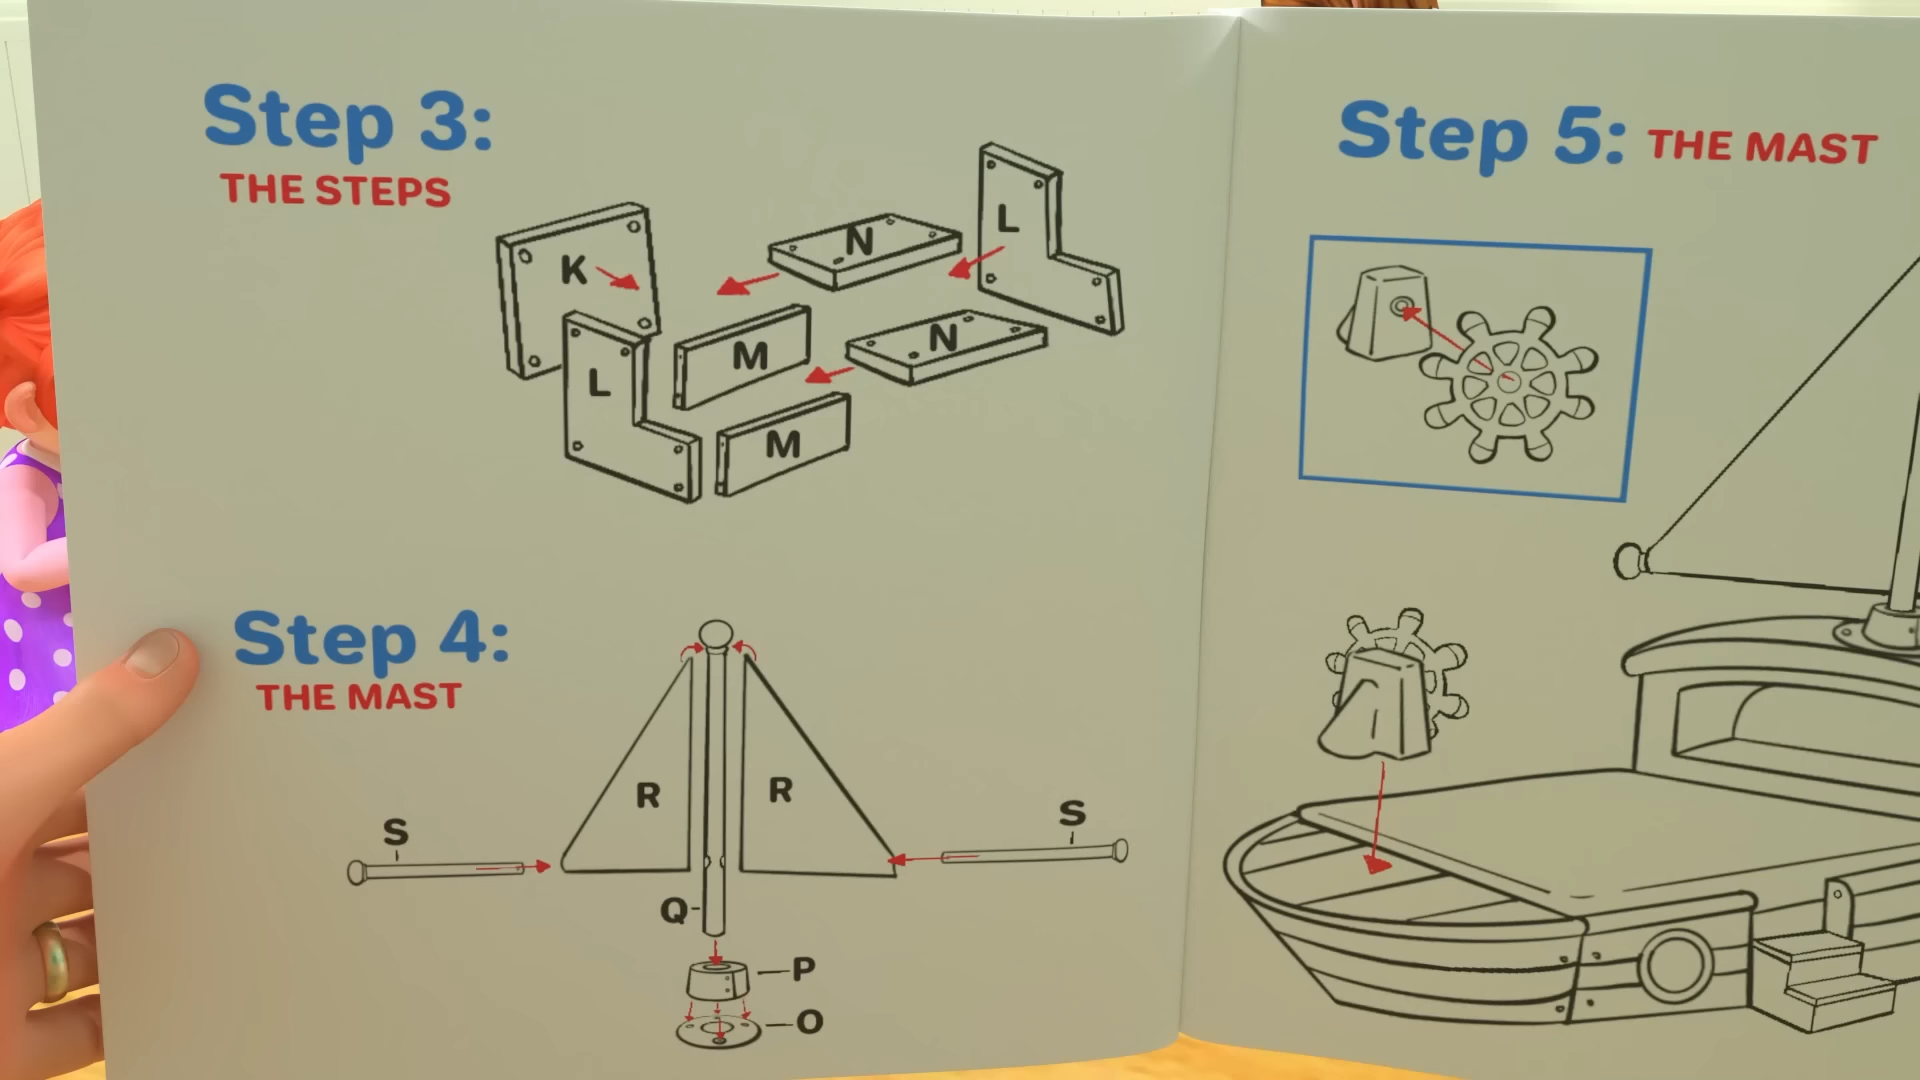 Step 3:
THE STEPS
K
N
L
M
N
L
M
Step 4:
THE MAST
R
R
S
S
Q
P
O
Step 5: THE MAST